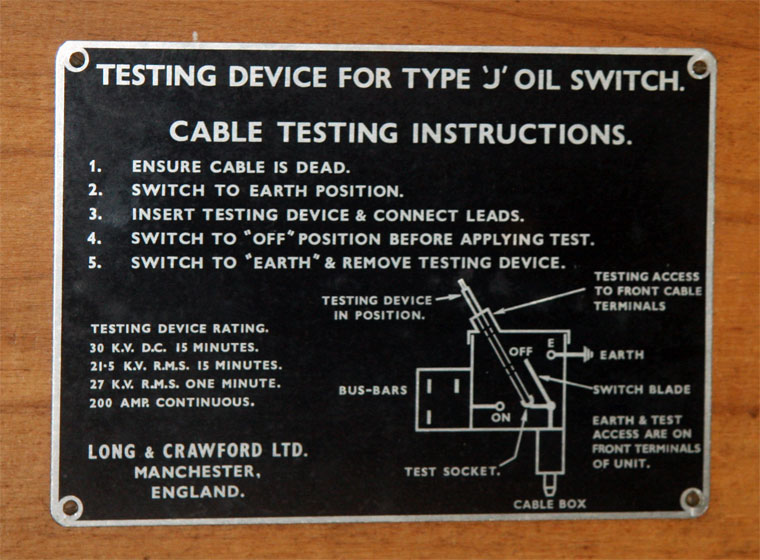 TESTING DEVICE FOR TYPE 'J' OIL SWITCH.
CABLE TESTING INSTRUCTIONS.
1. ENSURE CABLE IS DEAD.
2. SWITCH TO EARTH POSITION.
3. INSERT TESTING DEVICE & CONNECT LEADS.
4. SWITCH TO "OFF" POSITION BEFORE APPLYING TEST.
5. SWITCH TO "EARTH" & REMOVE TESTING DEVICE.
TESTING DEVICE
IN POSITION.
TESTING ACCESS
TO FRONT CABLE
TERMINALS
TESTING DEVICE RATING.
30 K.V. D.C. 15 MINUTES.
21·5 K.V. R.M.S. 15 MINUTES.
27 K.V. R.M.S. ONE MINUTE.
200 AMP. CONTINUOUS.
BUS-BARS
OFF
E
EARTH
ON
SWITCH BLADE
EARTH & TEST
ACCESS ARE ON
FRONT TERMINALS
OF UNIT.
TEST SOCKET.
CABLE BOX
LONG & CRAWFORD LTD.
MANCHESTER,
ENGLAND.